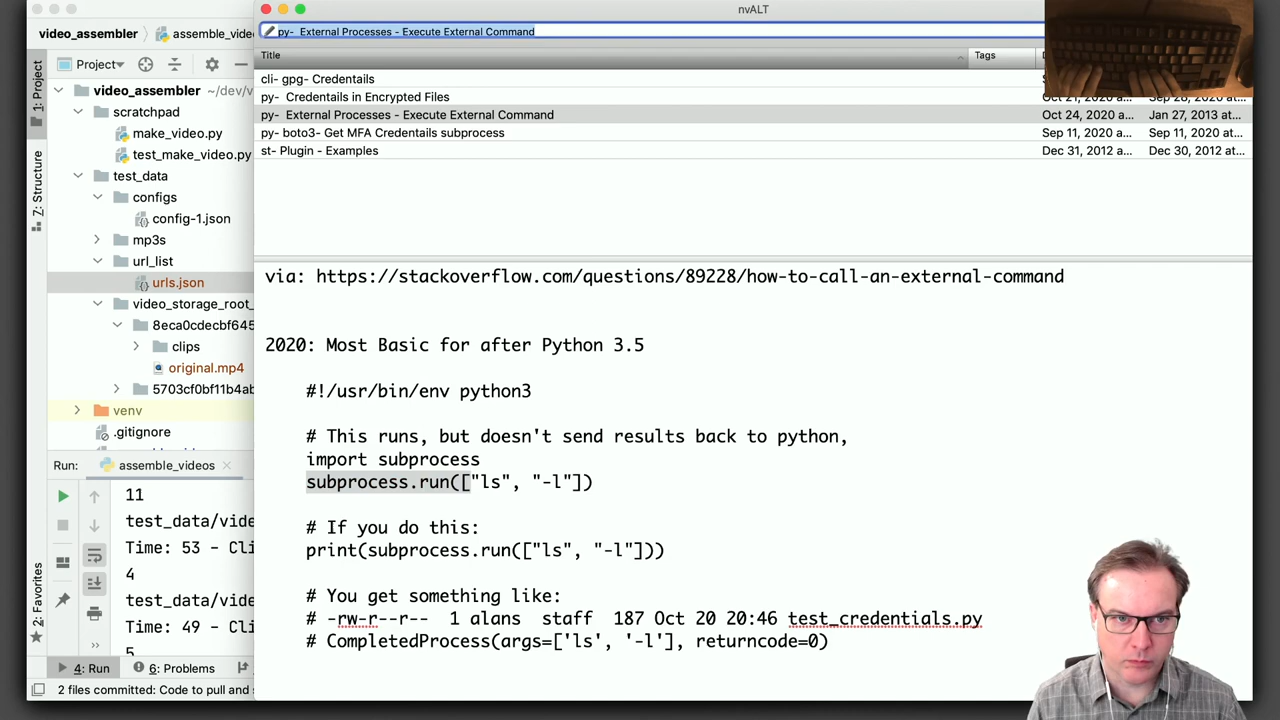 nvALT
video_assembler
assemble_vide
py-  External Processes - Execute External Command
Project
Title
Tags
1: Project
video_assembler ~/dev/v
scratchpad
make_video.py
test_make_video.py
test_data
configs
config-1.json
mp3s
url_list
urls.json
video_storage_root_
8eca0cdecbf645
clips
original.mp4
5703cf0bf11b4ab
venv
.gitignore
Z: Structure
cli- gpg- Credentails
py-  Credentails in Encrypted Files
Oct 21, 2020 a...
Sep 28, 2020 a...
py-  External Processes - Execute External Command
Oct 24, 2020 a...
Jan 27, 2013 at...
py- boto3- Get MFA Credentails subprocess
Sep 11, 2020 a...
Sep 11, 2020 at...
st- Plugin - Examples
Dec 31, 2012 a...
Dec 30, 2012 at...
via: https://stackoverflow.com/questions/89228/how-to-call-an-external-command
2020: Most Basic for after Python 3.5
#!/usr/bin/env python3
# This runs, but doesn't send results back to python,
import subprocess
subprocess.run(["ls", "-l"])
# If you do this:
print(subprocess.run(["ls", "-l"]))
# You get something like:
# -rw-r--r--  1 alans  staff  187 Oct 20 20:46 test_credentials.py
# CompletedProcess(args=['ls', '-l'], returncode=0)
Run:
assemble_videos
11
test_data/vide
Time: 53 - Cli
4
test_data/vide
Time: 49 - Cli
5
2: Favorites
4: Run
6: Problems
2 files committed: Code to pull and s